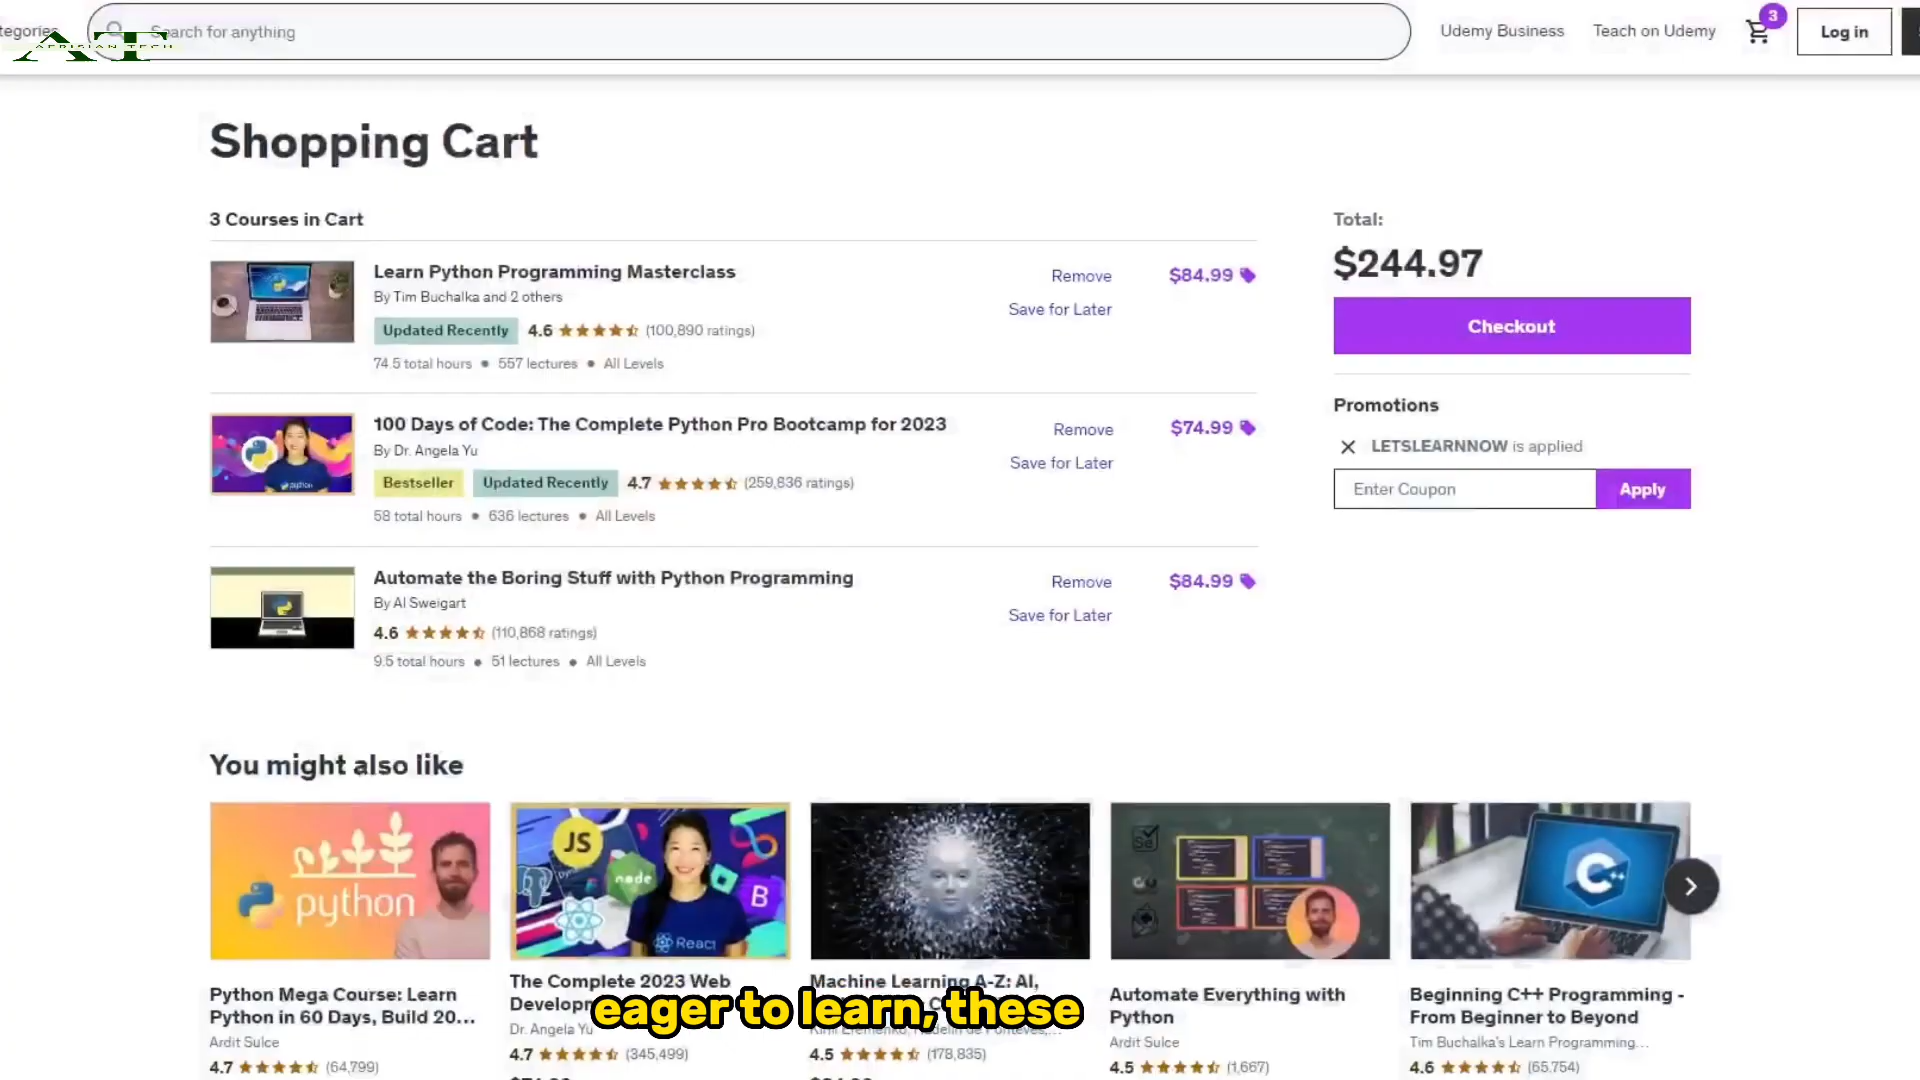 tegories
AT
AFRISIAN TECH
Search for anything
Udemy Business
Teach on Udemy
3
Log in
Shopping Cart
3 Courses in Cart
Learn Python Programming Masterclass
By Tim Buchalka and 2 others
Updated Recently 4.6 (100,890 ratings)
74.5 total hours • 557 lectures • All Levels
Remove
Save for Later
$84.99
100 Days of Code: The Complete Python Pro Bootcamp for 2023
By Dr. Angela Yu
Bestseller Updated Recently 4.7 (259,836 ratings)
58 total hours • 636 lectures • All Levels
Remove
Save for Later
$74.99
python
Automate the Boring Stuff with Python Programming
By Al Sweigart
4.6 (110,868 ratings)
9.5 total hours • 51 lectures • All Levels
Remove
Save for Later
$84.99
Total:
$244.97
Checkout
Promotions
LETSLEARNNOW is applied
Enter Coupon
Apply
You might also like
python
Python Mega Course: Learn
Python in 60 Days, Build 20...
Ardit Sulce
4.7 (64,799)
JS
node
React
B
The Complete 2023 Web
Developm
Dr. Angela Yu
4.7 (345,499)
Machine Learning A-Z: AI,
4.5 (178,835)
Se
Automate Everything with
Python
Ardit Sulce
4.5 (1,667)
C++
Beginning C++ Programming -
From Beginner to Beyond
Tim Buchalka's Learn Programming...
4.6 (65,754)
eager to learn, these